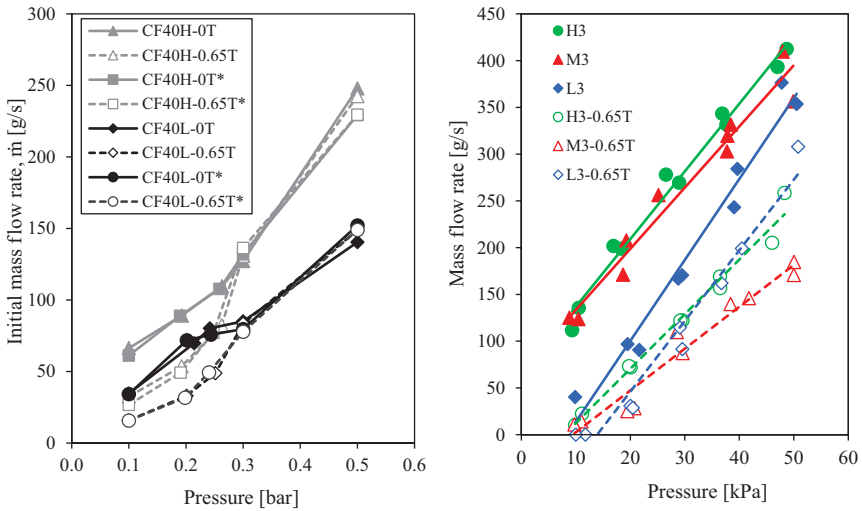 Initial mass flow rate, ṁ [g/s]
300
250
200
150
100
50
0
0.0
0.1
0.2
0.3
0.4
0.5
0.6
Pressure [bar]
CF40H-0T
CF40H-0.65T
CF40H-0T*
CF40H-0.65T*
CF40L-0T
CF40L-0.65T
CF40L-0T*
CF40L-0.65T*
Mass flow rate [g/s]
450
400
350
300
250
200
150
100
50
0
0
10
20
30
40
50
60
Pressure [kPa]
H3
M3
L3
H3-0.65T
M3-0.65T
L3-0.65T